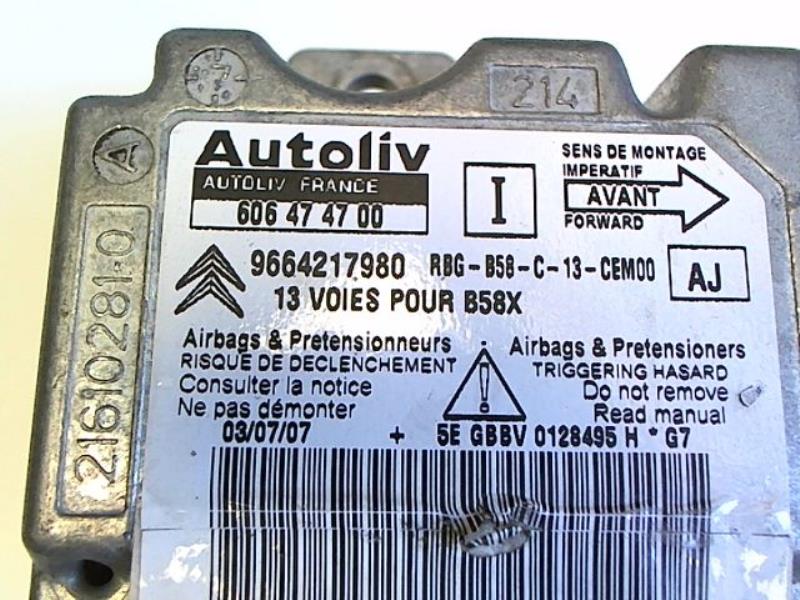 7
214
A
21610281-0
Autoliv
AUTOLIV FRANCE
606 47 47 00
I
SENS DE MONTAGE
IMPERATIF
AVANT
FORWARD
9664217980 RBG-B58-C-13-CEM00
AJ
13 VOIES POUR B58X
Airbags & Pretensionneurs
RISQUE DE DECLENCHEMENT
Consulter la notice
Ne pas démonter
Airbags & Pretensioners
TRIGGERING HASARD
Do not remove
Read manual
03/07/07 + 5E GBBV 0128495 H * G7